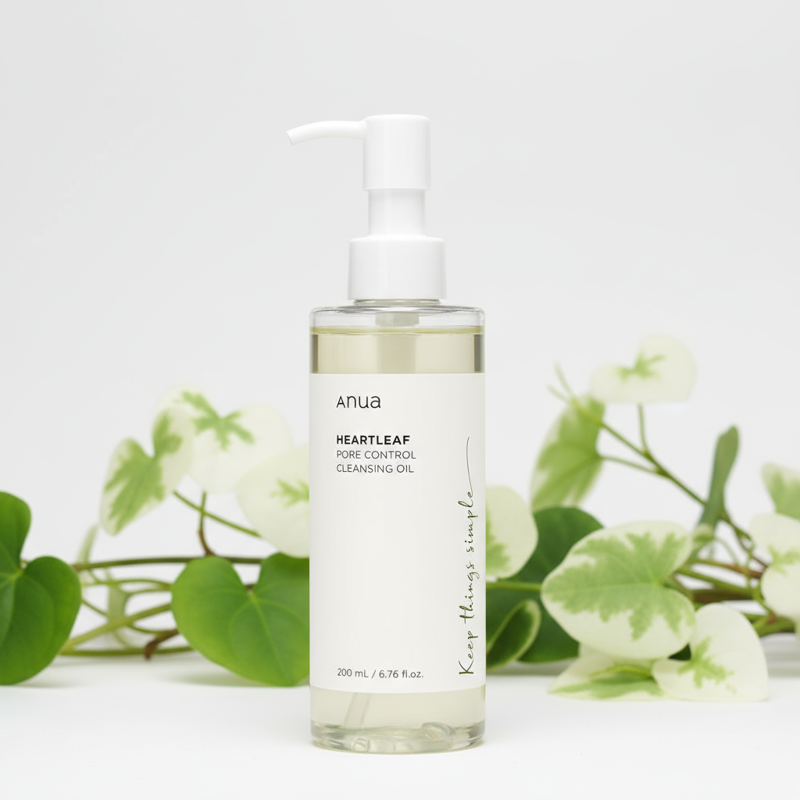 Anua
HEARTLEAF
PORE CONTROL
CLEANSING OIL
Keep things simple
200 mL / 6.76 fl.oz.